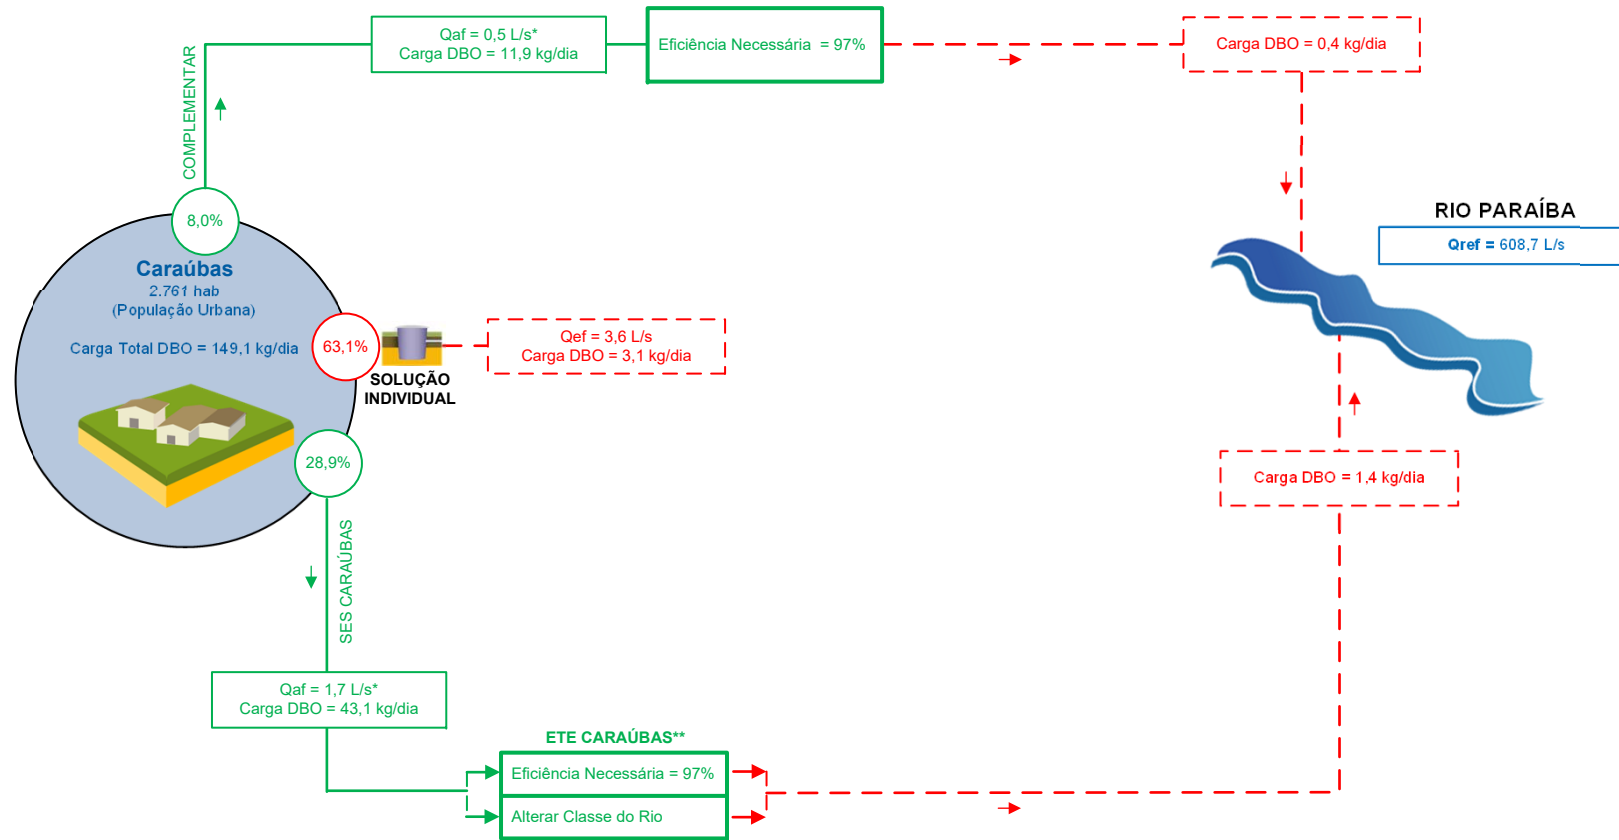 Qaf = 0,5 L/s*
Carga DBO = 11,9 kg/dia
Eficiência Necessária  = 97%
Carga DBO = 0,4 kg/dia
COMPLEMENTAR
8,0%
RIO PARAÍBA
Qref = 608,7 L/s
Caraúbas
2.761 hab
(População Urbana)
Carga Total DBO = 149,1 kg/dia
63,1%
SOLUÇÃO
INDIVIDUAL
Qef = 3,6 L/s
Carga DBO = 3,1 kg/dia
28,9%
Carga DBO = 1,4 kg/dia
SES CARAÚBAS
Qaf = 1,7 L/s*
Carga DBO = 43,1 kg/dia
ETE CARAÚBAS**
Eficiência Necessária = 97%
Alterar Classe do Rio